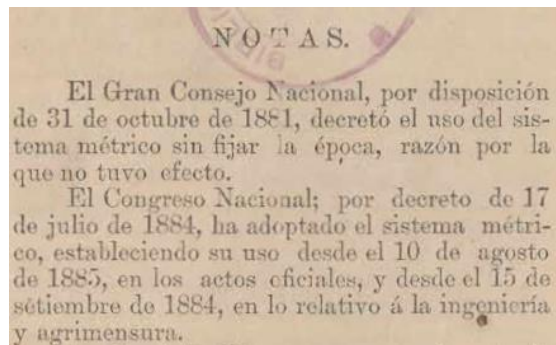 NOTAS.
El Gran Consejo Nacional, por disposición
de 31 de octubre de 1881, decretó el uso del sis-
tema métrico sin fijar la época, razón por la
que no tuvo efecto.
El Congreso Nacional; por decreto de 17
de julio de 1884, ha adoptado el sistema métri-
co, estableciendo su uso desde el 10 de agosto
de 1885, en los actos oficiales, y desde el 15 de
sétiembre de 1884, en lo relativo á la ingeniería
y agrimensura.